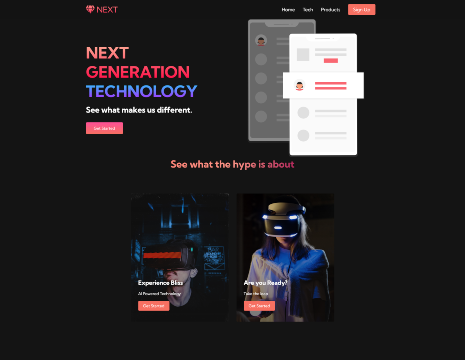 NEXT
Home Tech Products Sign Up
NEXT
GENERATION
TECHNOLOGY
See what makes us different.
Get Started
See what the hype is about
Experience Bliss
AI Powered Technology
Get Started
Are you Ready?
Take the leap
Get Started